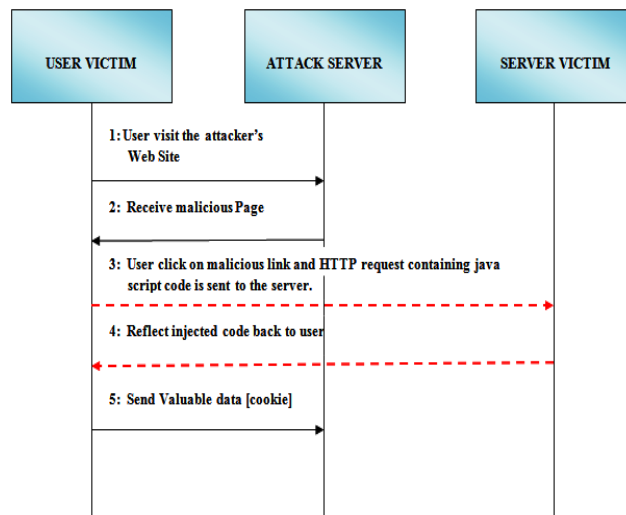 USER VICTIM
ATTACK SERVER
SERVER VICTIM
1: User visit the attacker's
Web Site
2: Receive malicious Page
3: User click on malicious link and HTTP request containing java
script code is sent to the server.
4: Reflect injected code back to user
5: Send Valuable data [cookie]